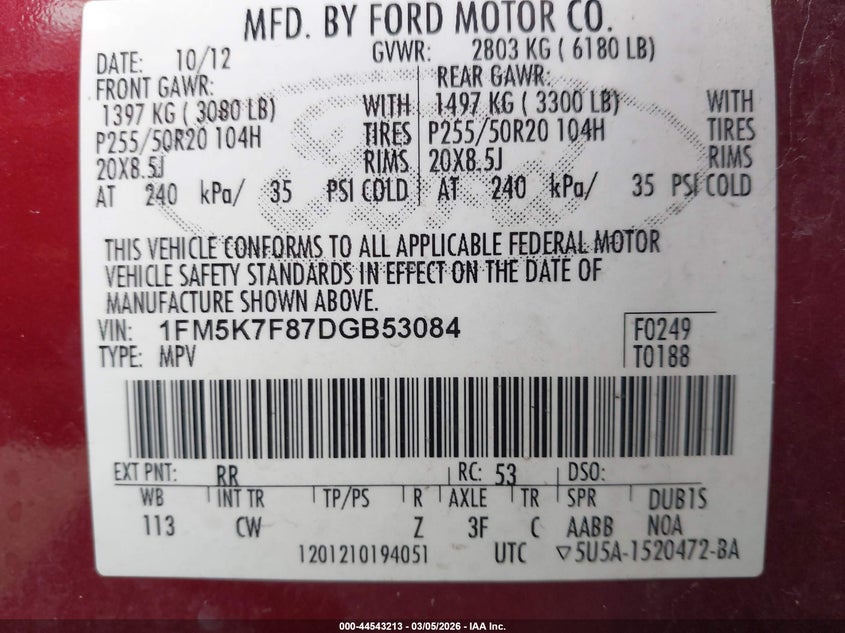 MFD. BY FORD MOTOR CO.
DATE: 10/12 GVWR: 2803 KG ( 6180 LB)
FRONT GAWR: REAR GAWR:
1397 KG ( 3080 LB) WITH 1497 KG ( 3300 LB) WITH
P255/50R20 104H TIRES P255/50R20 104H TIRES
20X8.5J RIMS 20X8.5J RIMS
AT 240 kPa/ 35 PSI COLD AT 240 kPa/ 35 PSI COLD
THIS VEHICLE CONFORMS TO ALL APPLICABLE FEDERAL MOTOR
VEHICLE SAFETY STANDARDS IN EFFECT ON THE DATE OF
MANUFACTURE SHOWN ABOVE.
VIN: 1FM5K7F87DGB53084 F0249
TYPE: MPV T0188
EXT PNT: RR RC: 53 DSO:
WB INT TR TP/PS R AXLE TR SPR DUB1S
113 CW Z 3F C AABB N0A
1201210194051 UTC ▽5U5A-1520472-BA
000-44543213 - 03/05/2026 - IAA Inc.